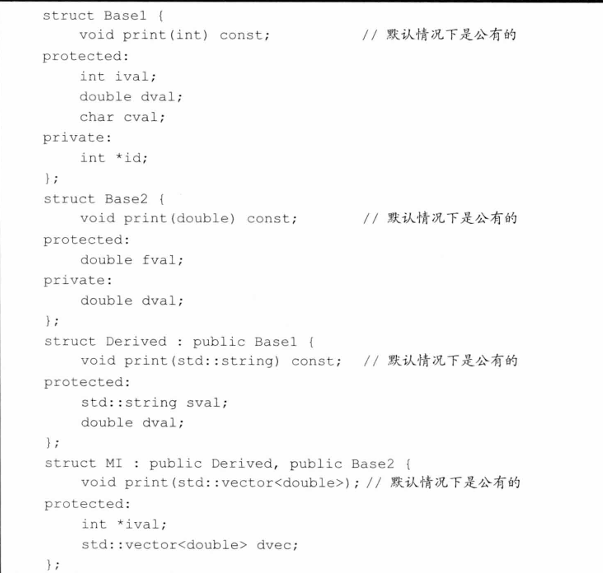 struct Base1 {
    void print(int) const;          // 默认情况下是公有的
protected:
    int ival;
    double dval;
    char cval;
private:
    int *id;
};
struct Base2 {
    void print(double) const;       // 默认情况下是公有的
protected:
    double fval;
private:
    double dval;
};
struct Derived : public Base1 {
    void print(std::string) const;  // 默认情况下是公有的
protected:
    std::string sval;
    double dval;
};
struct MI : public Derived, public Base2 {
    void print(std::vector<double>); // 默认情况下是公有的
protected:
    int *ival;
    std::vector<double> dvec;
};